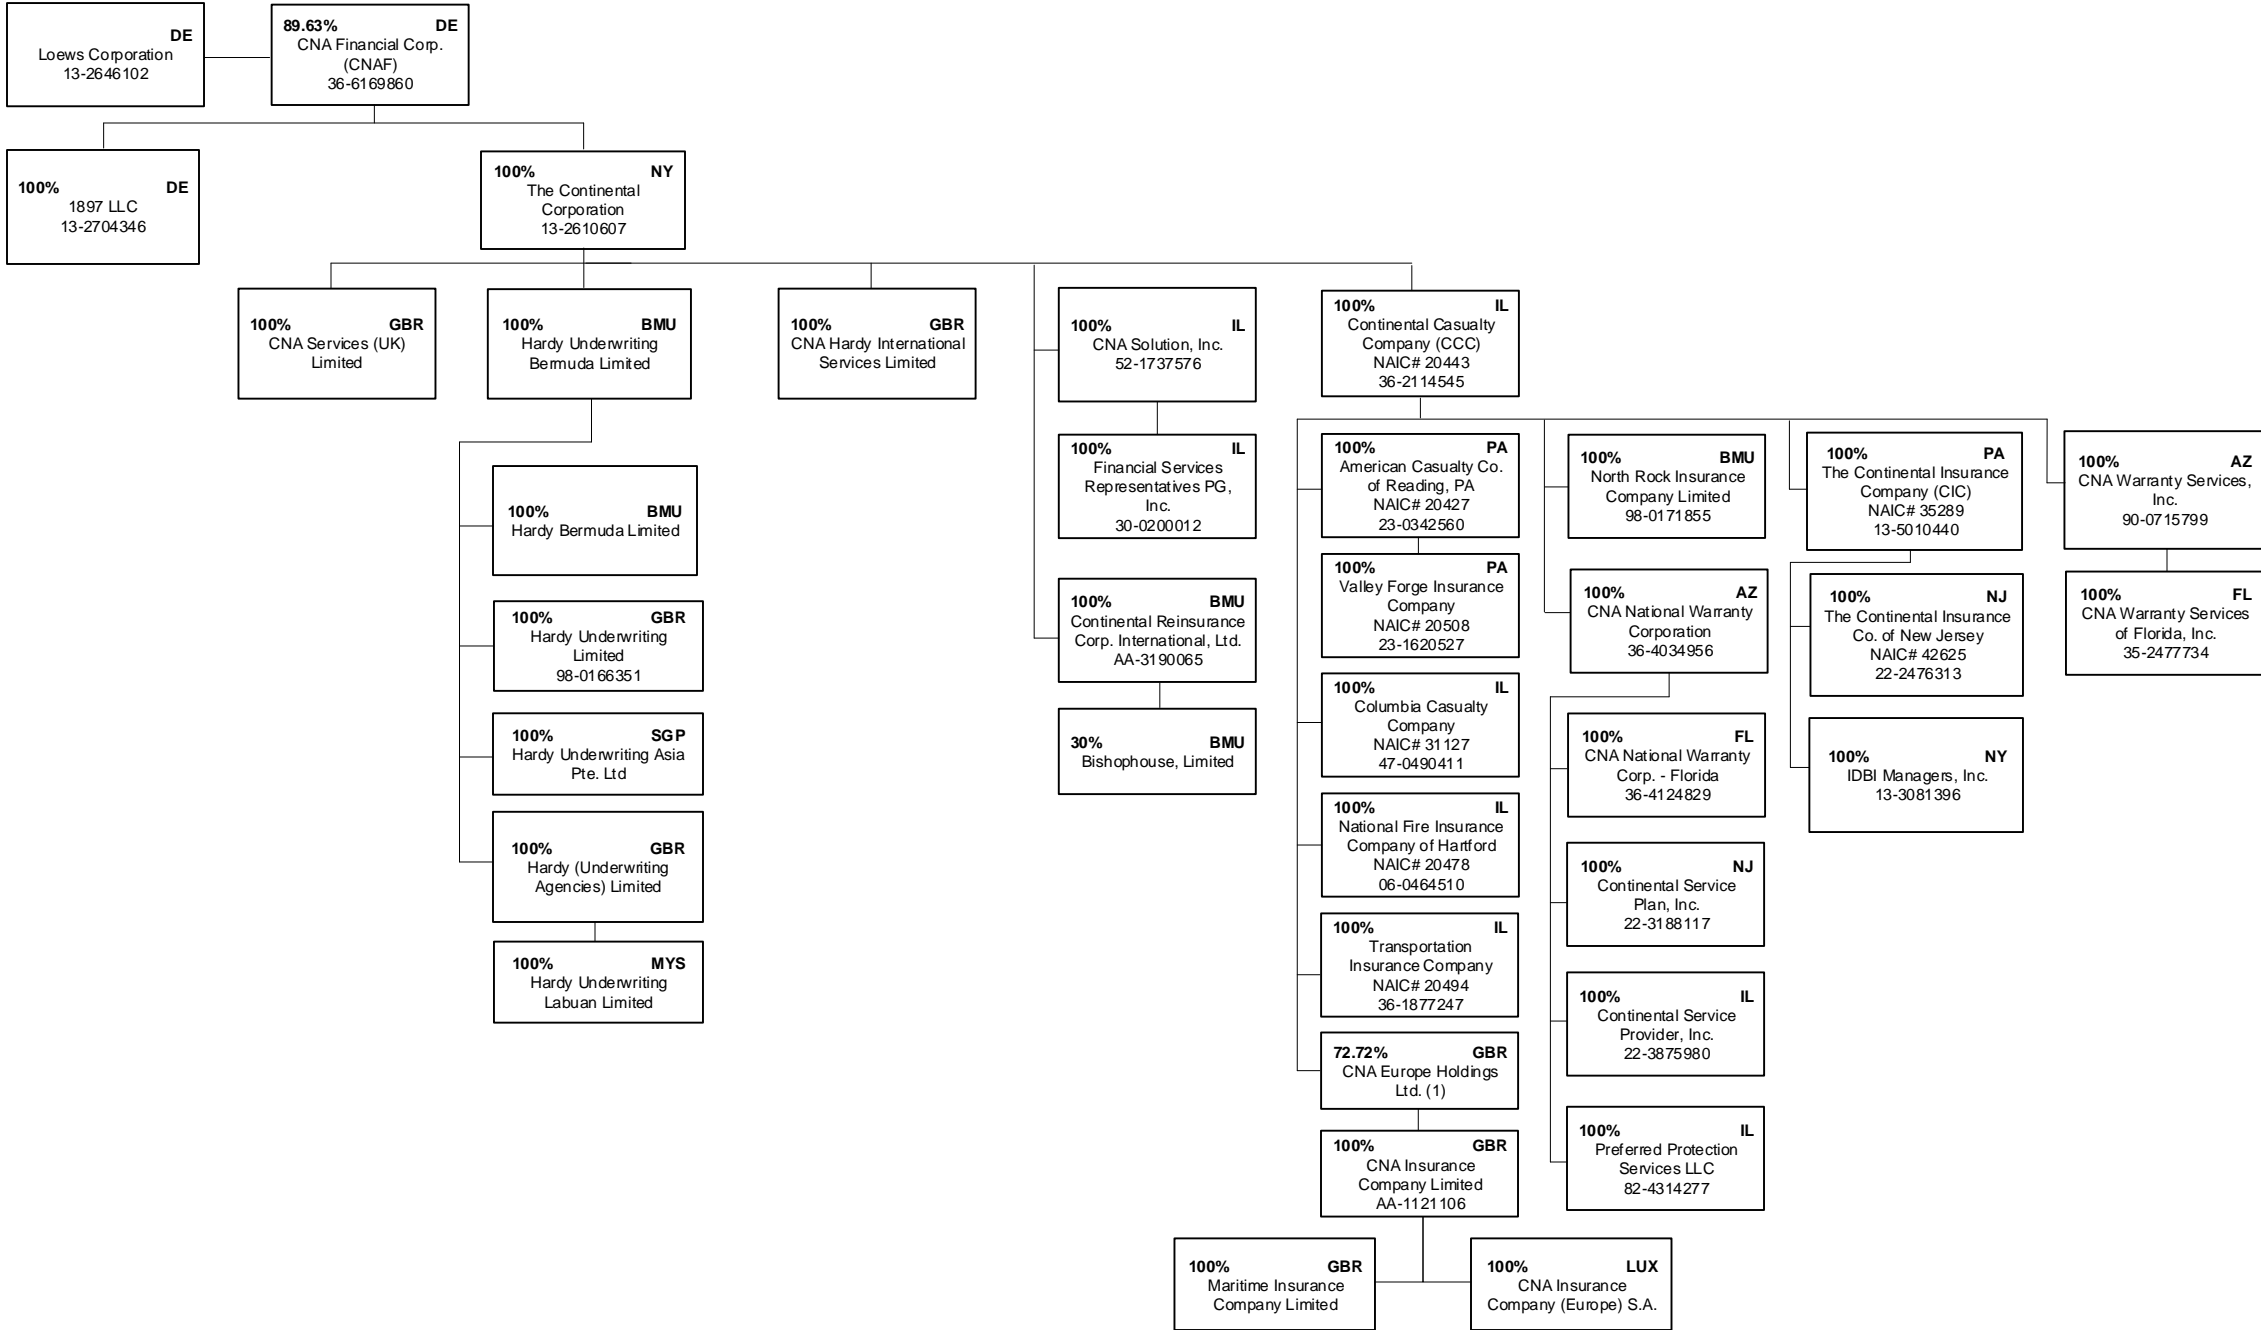 DE
Loews Corporation
13-2646102
89.63% DE
CNA Financial Corp.
(CNAF)
36-6169860
100% DE
1897 LLC
13-2704346
100% NY
The Continental
Corporation
13-2610607
100% GBR
CNA Services (UK)
Limited
100% BMU
Hardy Underwriting
Bermuda Limited
100% GBR
CNA Hardy International
Services Limited
100% IL
CNA Solution, Inc.
52-1737576
100% IL
Continental Casualty
Company (CCC)
NAIC# 20443
36-2114545
100% BMU
Hardy Bermuda Limited
100% GBR
Hardy Underwriting
Limited
98-0166351
100% SGP
Hardy Underwriting Asia
Pte. Ltd
100% GBR
Hardy (Underwriting
Agencies) Limited
100% MYS
Hardy Underwriting
Labuan Limited
100% IL
Financial Services
Representatives PG,
Inc.
30-0200012
100% BMU
Continental Reinsurance
Corp. International, Ltd.
AA-3190065
30% BMU
Bishophouse, Limited
100% PA
American Casualty Co.
of Reading, PA
NAIC# 20427
23-0342560
100% PA
Valley Forge Insurance
Company
NAIC# 20508
23-1620527
100% IL
Columbia Casualty
Company
NAIC# 31127
47-0490411
100% IL
National Fire Insurance
Company of Hartford
NAIC# 20478
06-0464510
100% IL
Transportation
Insurance Company
NAIC# 20494
36-1877247
72.72% GBR
CNA Europe Holdings
Ltd. (1)
100% GBR
CNA Insurance
Company Limited
AA-1121106
100% GBR
Maritime Insurance
Company Limited
100% LUX
CNA Insurance
Company (Europe) S.A.
100% BMU
North Rock Insurance
Company Limited
98-0171855
100% AZ
CNA National Warranty
Corporation
36-4034956
100% FL
CNA National Warranty
Corp. - Florida
36-4124829
100% NJ
Continental Service
Plan, Inc.
22-3188117
100% IL
Continental Service
Provider, Inc.
22-3875980
100% IL
Preferred Protection
Services LLC
82-4314277
100% PA
The Continental Insurance
Company (CIC)
NAIC# 35289
13-5010440
100% NJ
The Continental Insurance
Co. of New Jersey
NAIC# 42625
22-2476313
100% NY
IDBI Managers, Inc.
13-3081396
100% AZ
CNA Warranty Services,
Inc.
90-0715799
100% FL
CNA Warranty Services
of Florida, Inc.
35-2477734